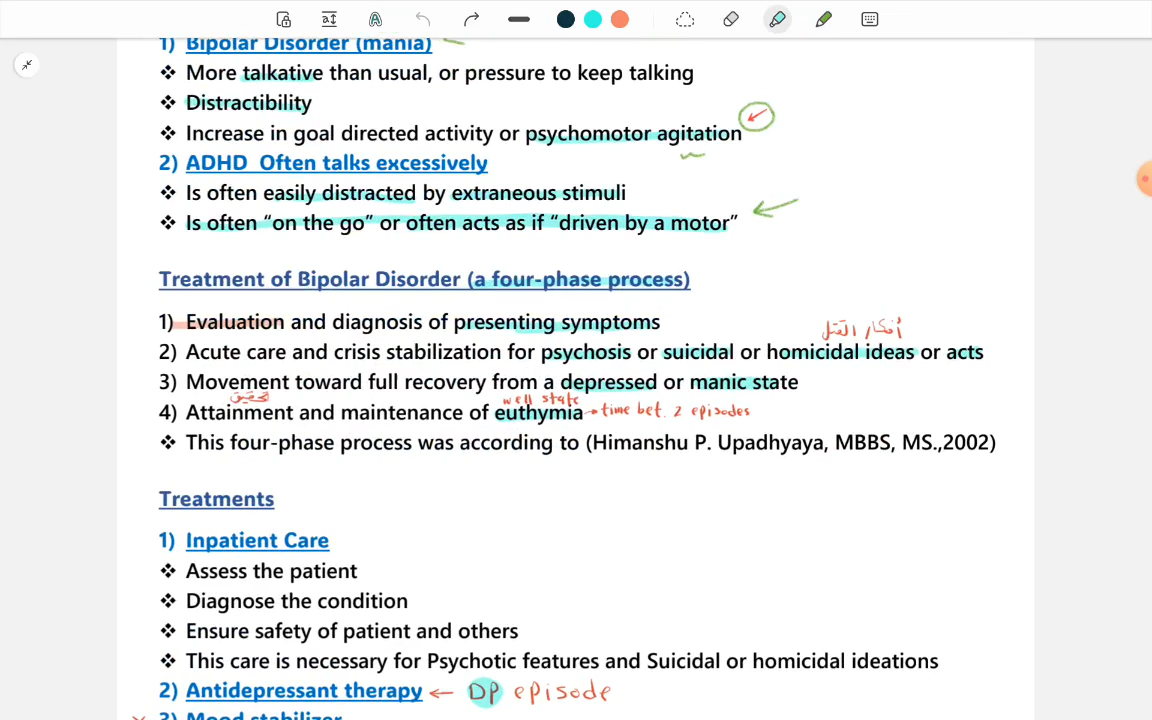 1) Bipolar Disorder (mania)
❖ More talkative than usual, or pressure to keep talking
❖ Distractibility
❖ Increase in goal directed activity or psychomotor agitation
2) ADHD Often talks excessively
❖ Is often easily distracted by extraneous stimuli
❖ Is often “on the go” or often acts as if “driven by a motor”
Treatment of Bipolar Disorder (a four-phase process)
1) Evaluation and diagnosis of presenting symptoms
أفكار القتل
2) Acute care and crisis stabilization for psychosis or suicidal or homicidal ideas or acts
3) Movement toward full recovery from a depressed or manic state
تحقيق well state
4) Attainment and maintenance of euthymia → time bet. 2 episodes
❖ This four-phase process was according to (Himanshu P. Upadhyaya, MBBS, MS.,2002)
Treatments
1) Inpatient Care
❖ Assess the patient
❖ Diagnose the condition
❖ Ensure safety of patient and others
❖ This care is necessary for Psychotic features and Suicidal or homicidal ideations
2) Antidepressant therapy ← DP episode
3) Mood stabilizer